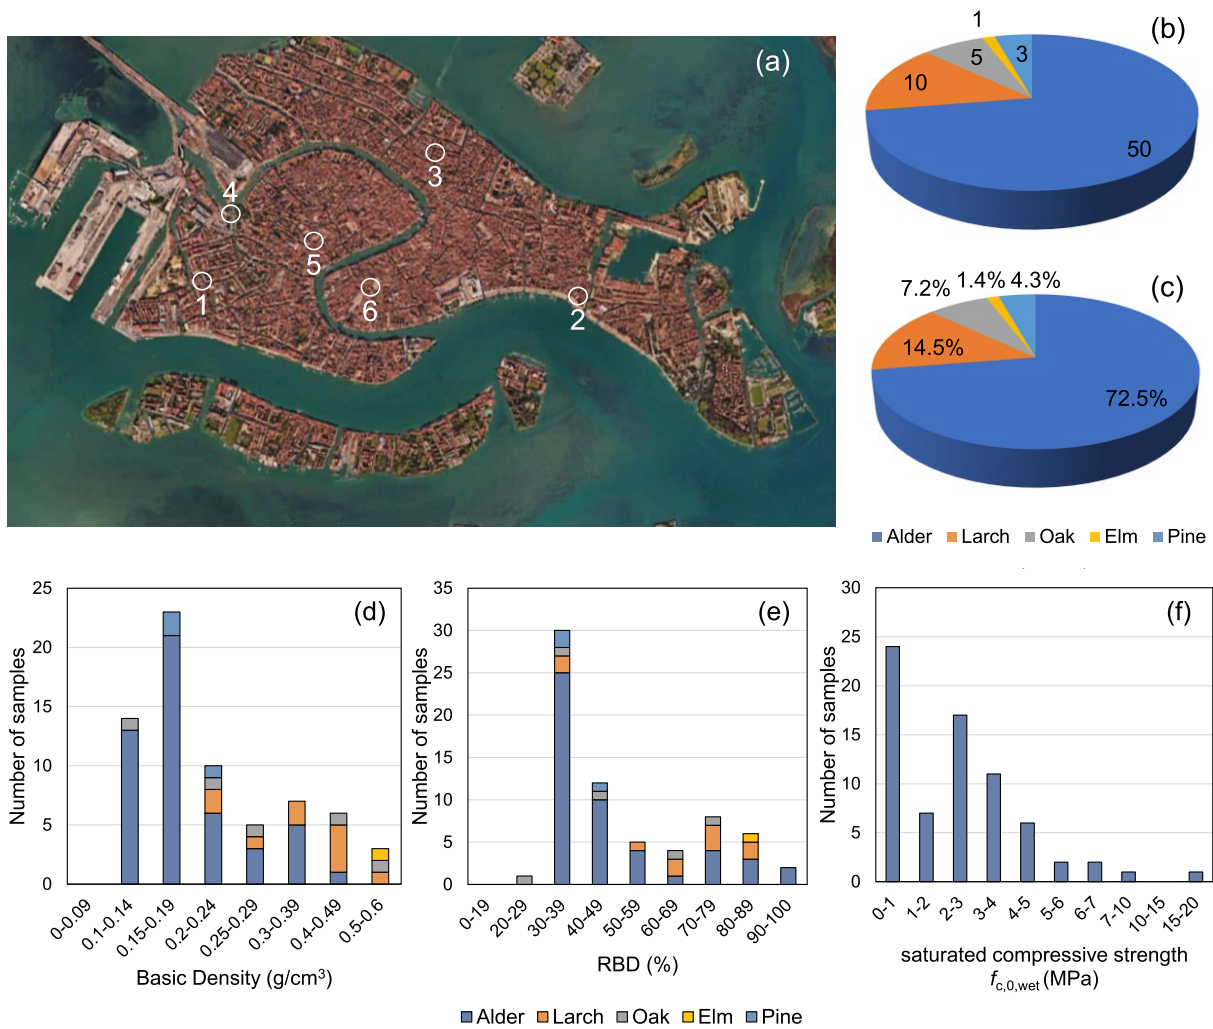 (a)
3
4
5
1
6
2
(b)
1
5
3
10
50
(c)
7.2% 1.4% 4.3%
14.5%
72.5%
Alder Larch Oak Elm Pine
(d)
Number of samples
25
20
15
10
5
0
0-0.09 0.1-0.14 0.15-0.19 0.2-0.24 0.25-0.29 0.3-0.39 0.4-0.49 0.5-0.6
Basic Density (g/cm³)
(e)
Number of samples
35
30
25
20
15
10
5
0
0-19 20-29 30-39 40-49 50-59 60-69 70-79 80-89 90-100
RBD (%)
(f)
Number of samples
30
25
20
15
10
5
0
0-1 1-2 2-3 3-4 4-5 5-6 6-7 7-10 10-15 15-20
saturated compressive strength
fc,0,wet (MPa)
Alder Larch Oak Elm Pine